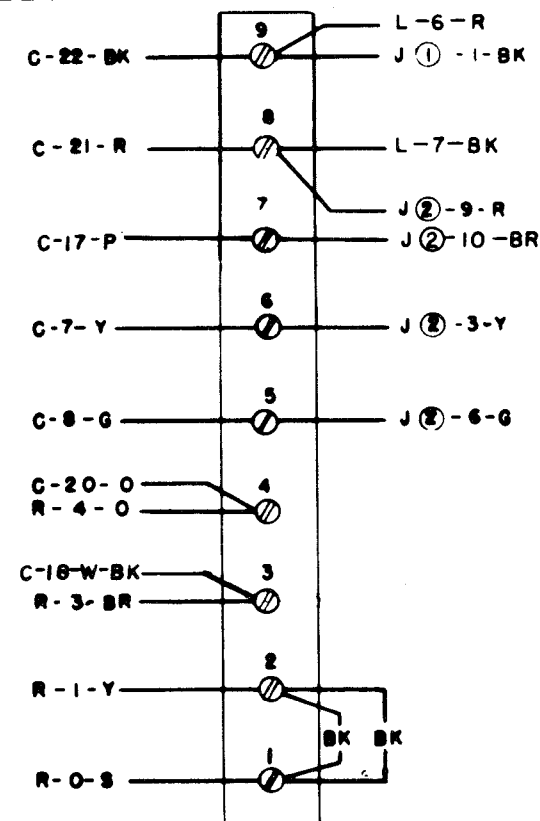 L-6-R
9
C-22-BK
J ① -1-BK
8
C-21-R
L-7-BK
J ② -9-R
7
C-17-P
J ② -10-BR
6
C-7-Y
J ② -3-Y
5
C-8-G
J ② -6-G
C-20-O
4
R-4-O
C-18-W-BK
3
R-3-BR
2
R-1-Y
BK BK
1
R-O-S